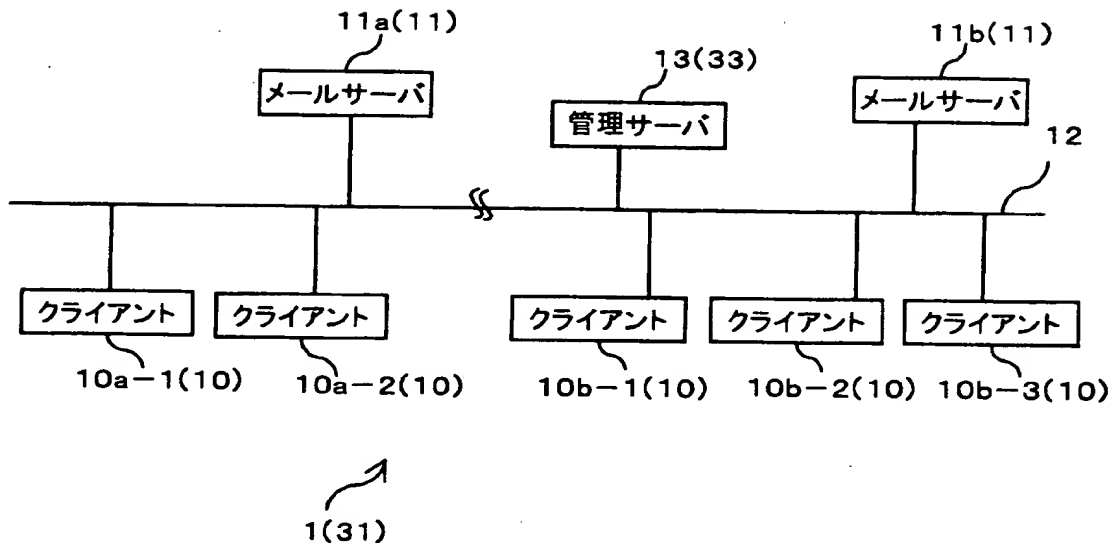 11a(11)
13(33)
11b(11)
メールサーバ
管理サーバ
メールサーバ
12
クライアント
クライアント
クライアント
クライアント
クライアント
10a-1(10)
10a-2(10)
10b-1(10)
10b-2(10)
10b-3(10)
1(31)